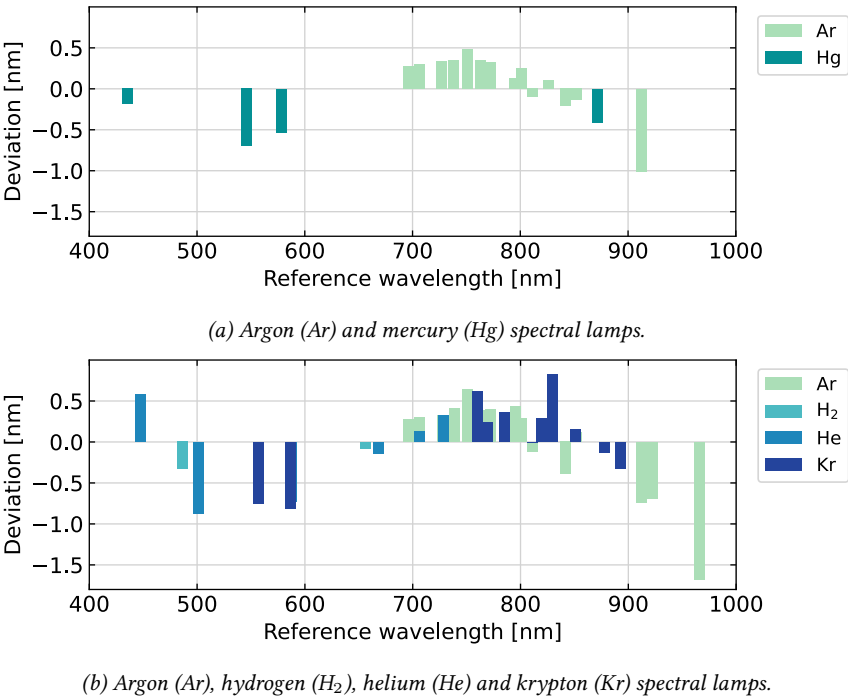 0.5
0.0
−0.5
−1.0
−1.5
Deviation [nm]
400 500 600 700 800 900 1000
Reference wavelength [nm]
Ar
Hg
(a) Argon (Ar) and mercury (Hg) spectral lamps.
0.5
0.0
−0.5
−1.0
−1.5
Deviation [nm]
400 500 600 700 800 900 1000
Reference wavelength [nm]
Ar
H₂
He
Kr
(b) Argon (Ar), hydrogen (H₂), helium (He) and krypton (Kr) spectral lamps.